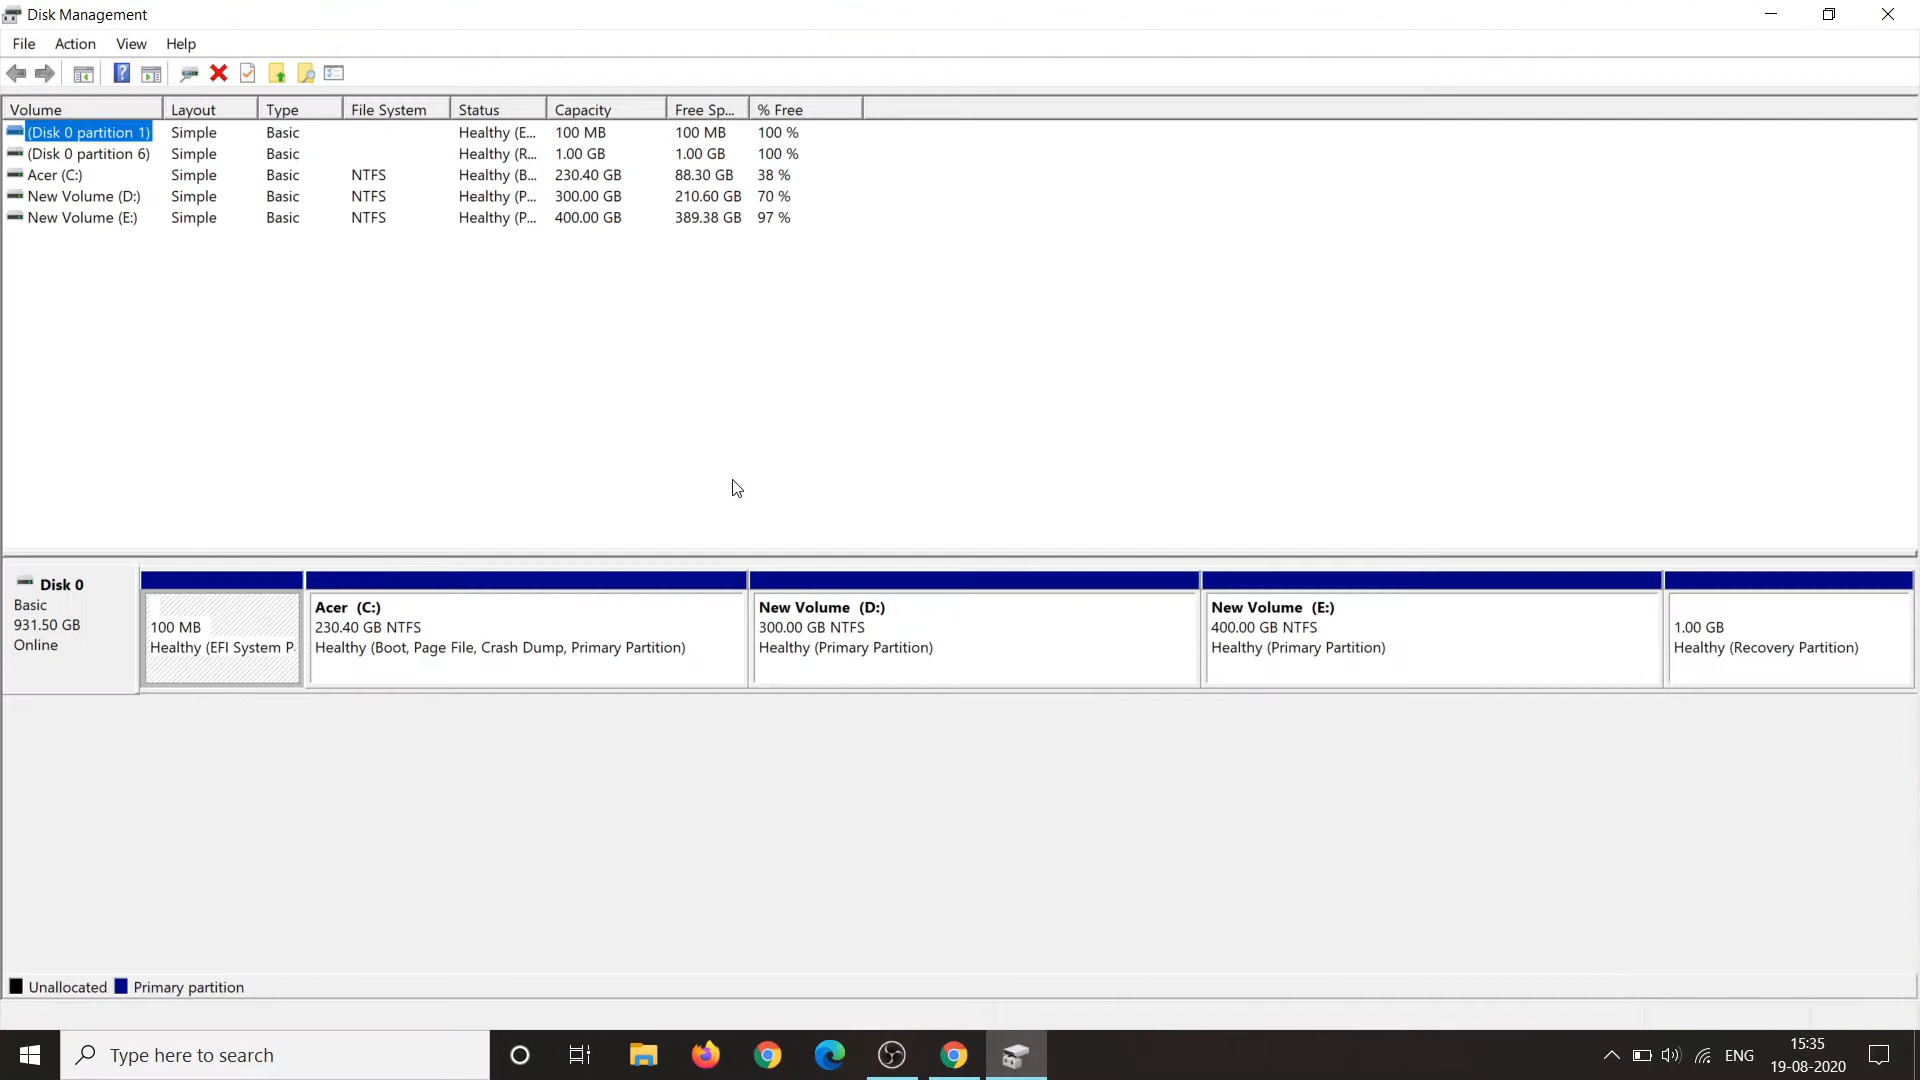 Disk Management
File Action View Help
Volume Layout Type File System Status Capacity Free Sp... % Free
(Disk 0 partition 1) Simple Basic Healthy (E... 100 MB 100 MB 100 %
(Disk 0 partition 6) Simple Basic Healthy (R... 1.00 GB 1.00 GB 100 %
Acer (C:) Simple Basic NTFS Healthy (B... 230.40 GB 88.30 GB 38 %
New Volume (D:) Simple Basic NTFS Healthy (P... 300.00 GB 210.60 GB 70 %
New Volume (E:) Simple Basic NTFS Healthy (P... 400.00 GB 389.38 GB 97 %
Disk 0
Basic
931.50 GB
Online
100 MB
Healthy (EFI System P
Acer (C:)
230.40 GB NTFS
Healthy (Boot, Page File, Crash Dump, Primary Partition)
New Volume (D:)
300.00 GB NTFS
Healthy (Primary Partition)
New Volume (E:)
400.00 GB NTFS
Healthy (Primary Partition)
1.00 GB
Healthy (Recovery Partition)
Unallocated Primary partition
Type here to search
ENG
15:35
19-08-2020